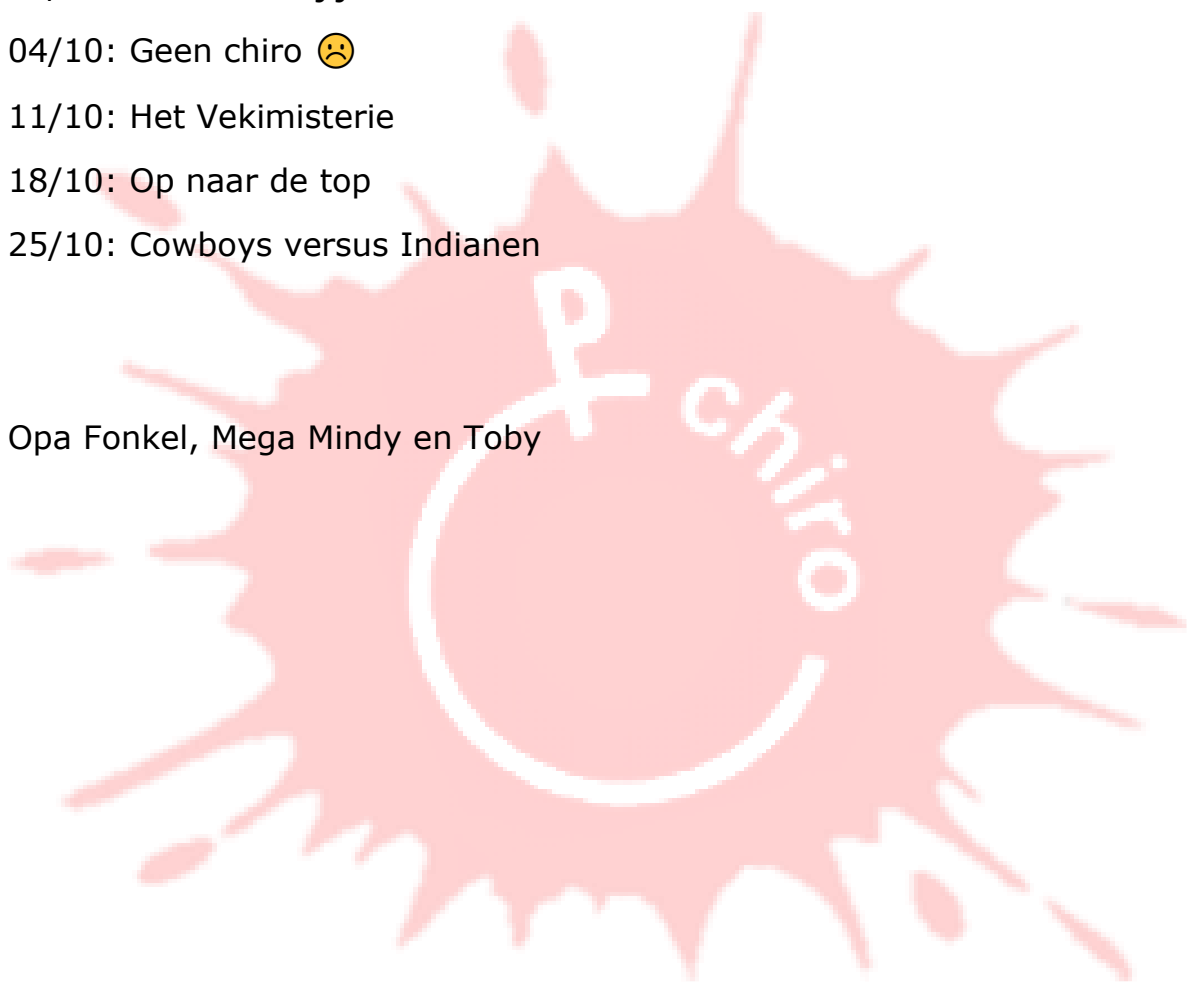 04/10: Geen chiro ☹
11/10: Het Vekimisterie
18/10: Op naar de top
25/10: Cowboys versus Indianen
Opa Fonkel, Mega Mindy en Toby
chiro